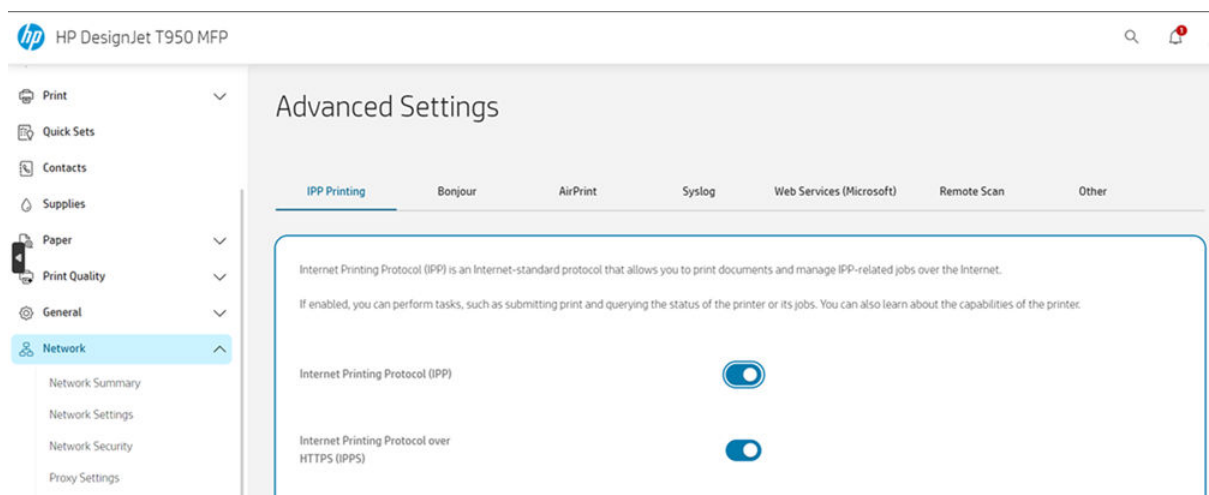 hp HP DesignJet T950 MFP
1
Print
Quick Sets
Contacts
Supplies
Paper
Print Quality
General
Network
Network Summary
Network Settings
Network Security
Proxy Settings
Advanced Settings
IPP Printing Bonjour AirPrint Syslog Web Services (Microsoft) Remote Scan Other
Internet Printing Protocol (IPP) is an Internet-standard protocol that allows you to print documents and manage IPP-related jobs over the Internet.
If enabled, you can perform tasks, such as submitting print and querying the status of the printer or its jobs. You can also learn about the capabilities of the printer.
Internet Printing Protocol (IPP)
Internet Printing Protocol over
HTTPS (IPPS)